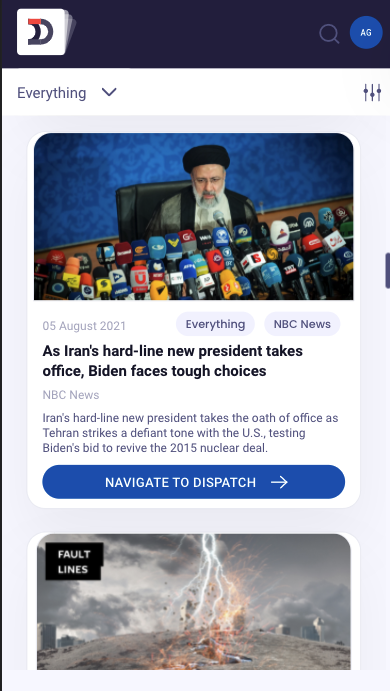 AG
Everything
05 August 2021
Everything
NBC News
As Iran's hard-line new president takes
office, Biden faces tough choices
NBC News
Iran's hard-line new president takes the oath of office as
Tehran strikes a defiant tone with the U.S., testing
Biden's bid to revive the 2015 nuclear deal.
NAVIGATE TO DISPATCH
FAULT
LINES